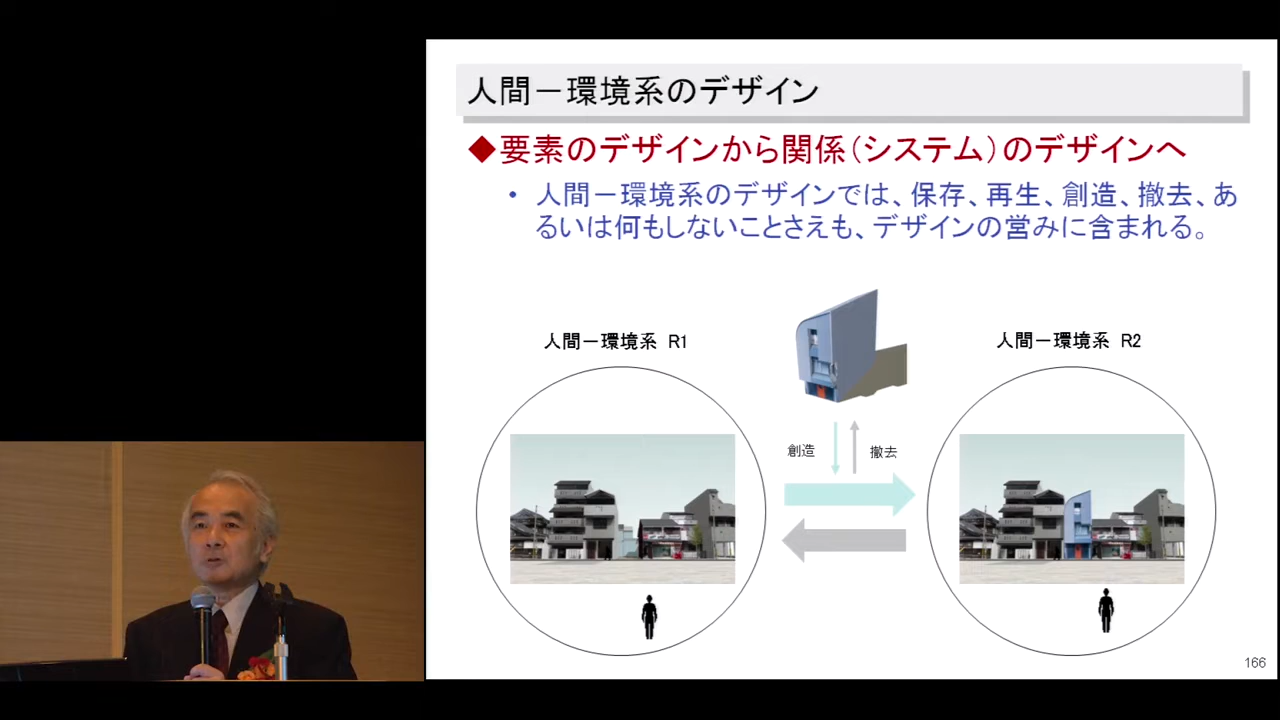 人間－環境系のデザイン
◆要素のデザインから関係（システム）のデザインへ
• 人間－環境系のデザインでは、保存、再生、創造、撤去、あ
るいは何もしないことさえも、デザインの営みに含まれる。
人間－環境系 R1
人間－環境系 R2
創造
撤去
166